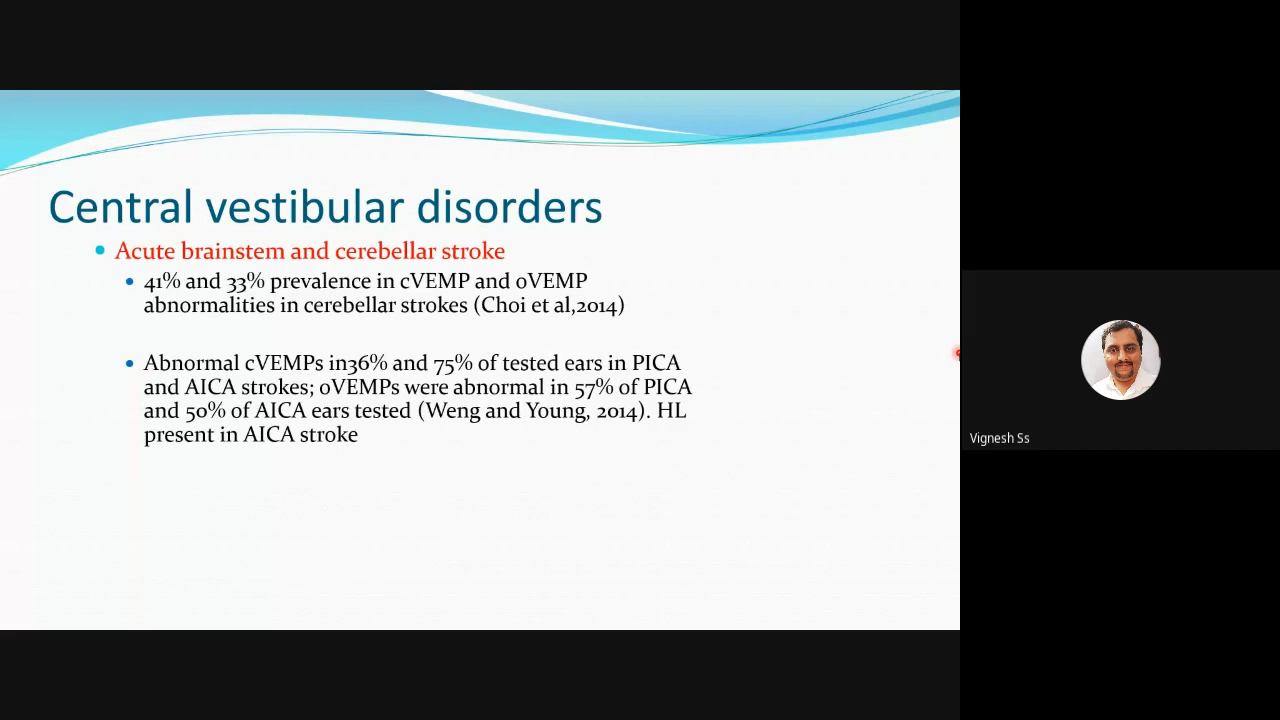 Central vestibular disorders
Acute brainstem and cerebellar stroke
41% and 33% prevalence in cVEMP and oVEMP
abnormalities in cerebellar strokes (Choi et al,2014)
Abnormal cVEMPs in36% and 75% of tested ears in PICA
and AICA strokes; oVEMPs were abnormal in 57% of PICA
and 50% of AICA ears tested (Weng and Young, 2014). HL
present in AICA stroke
Vignesh Ss